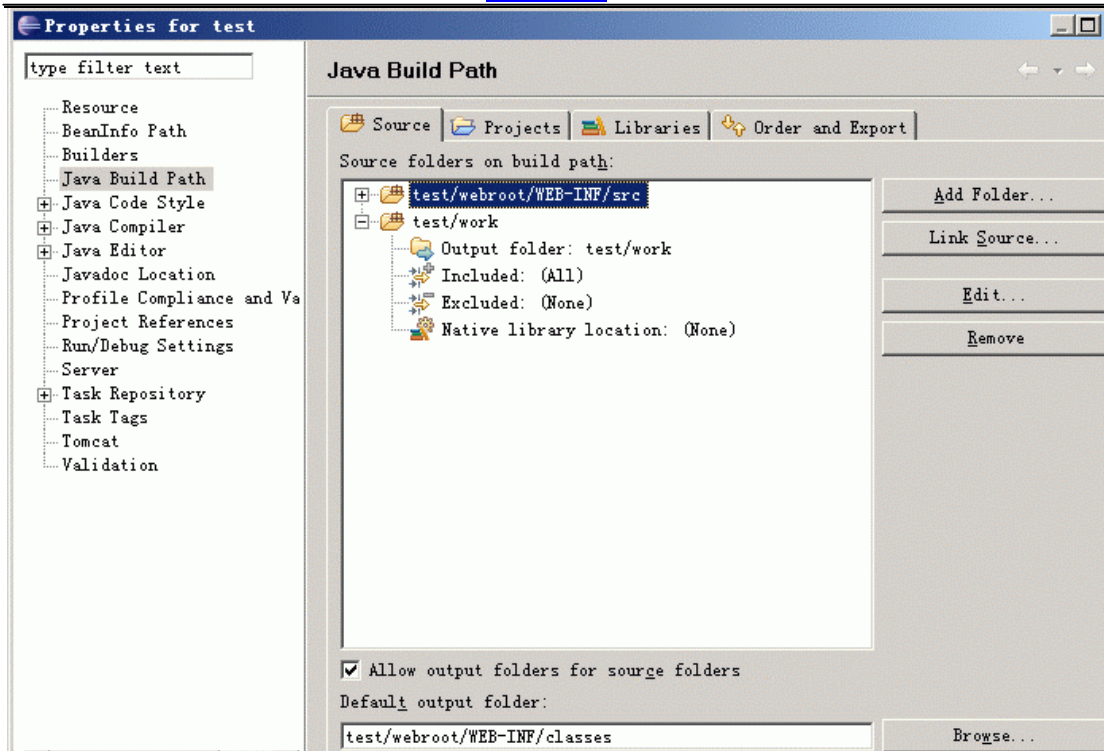 Properties for test
type filter text
Resource
BeanInfo Path
Builders
Java Build Path
Java Code Style
Java Compiler
Java Editor
Javadoc Location
Profile Compliance and Va
Project References
Run/Debug Settings
Server
Task Repository
Task Tags
Tomcat
Validation
Java Build Path
Source
Projects
Libraries
Order and Export
Source folders on build path:
test/webroot/WEB-INF/src
test/work
Output folder: test/work
Included: (All)
Excluded: (None)
Native library location: (None)
Add Folder...
Link Source...
Edit...
Remove
Allow output folders for source folders
Default output folder:
test/webroot/WEB-INF/classes
Browse...